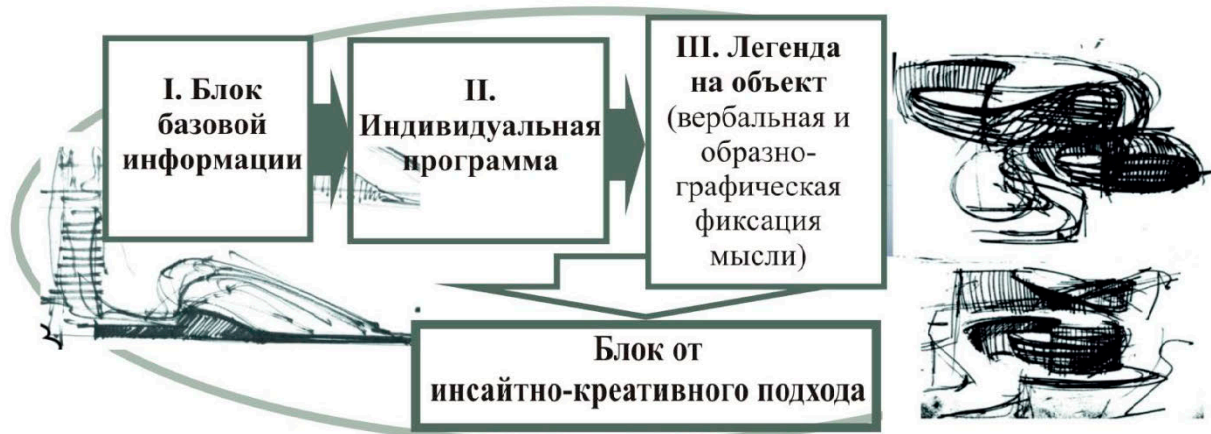 I. Блок
базовой
информации
II.
Индивидуальная
программа
III. Легенда
на объект
(вербальная и
образно-
графическая
фиксация
мысли)
Блок от
инсайтно-креативного подхода